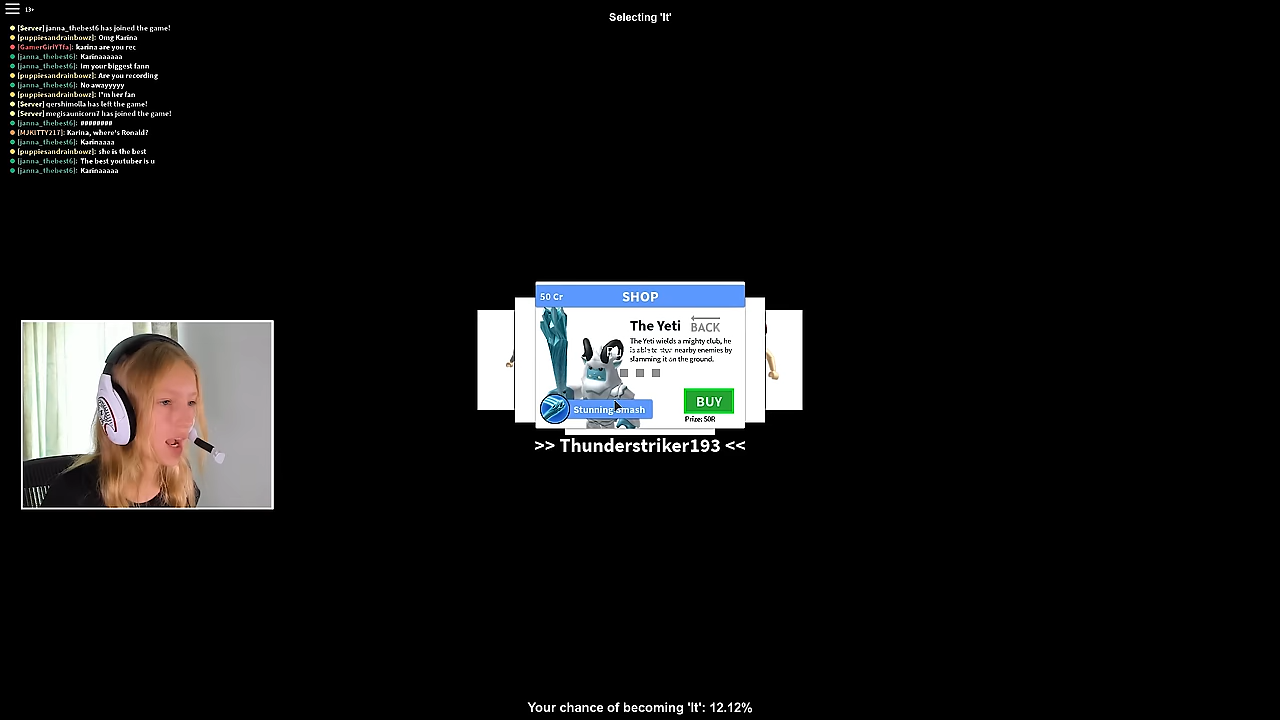 13+
Selecting 'It'
[Server] janna_thebest6 has joined the game!
[puppiesandrainbowz]: Omg Karina
[GamerGirlYTfa]: karina are you rec
[janna_thebest6]: Karinaaaaaa
[janna_thebest6]: Im your biggest fann
[puppiesandrainbowz]: Are you recording
[janna_thebest6]: No awayyyyy
[puppiesandrainbowz]: I"m her fan
[Server] qershimolla has left the game!
[Server] megisaunicorn7 has joined the game!
[janna_thebest6]: ########
[MJKITTY217]: Karina, where's Ronald?
[janna_thebest6]: Karinaaaa
[puppiesandrainbowz]: she is the best
[janna_thebest6]: The best youtuber is u
[janna_thebest6]: Karinaaaaa
50 Cr
SHOP
The Yeti
BACK
The Yeti wields a mighty club, he
is able to nearby enemies by
slamming it on the ground.
Stunning Smash
BUY
Prize: 50R
>> Thunderstriker193 <<
Your chance of becoming 'It': 12.12%